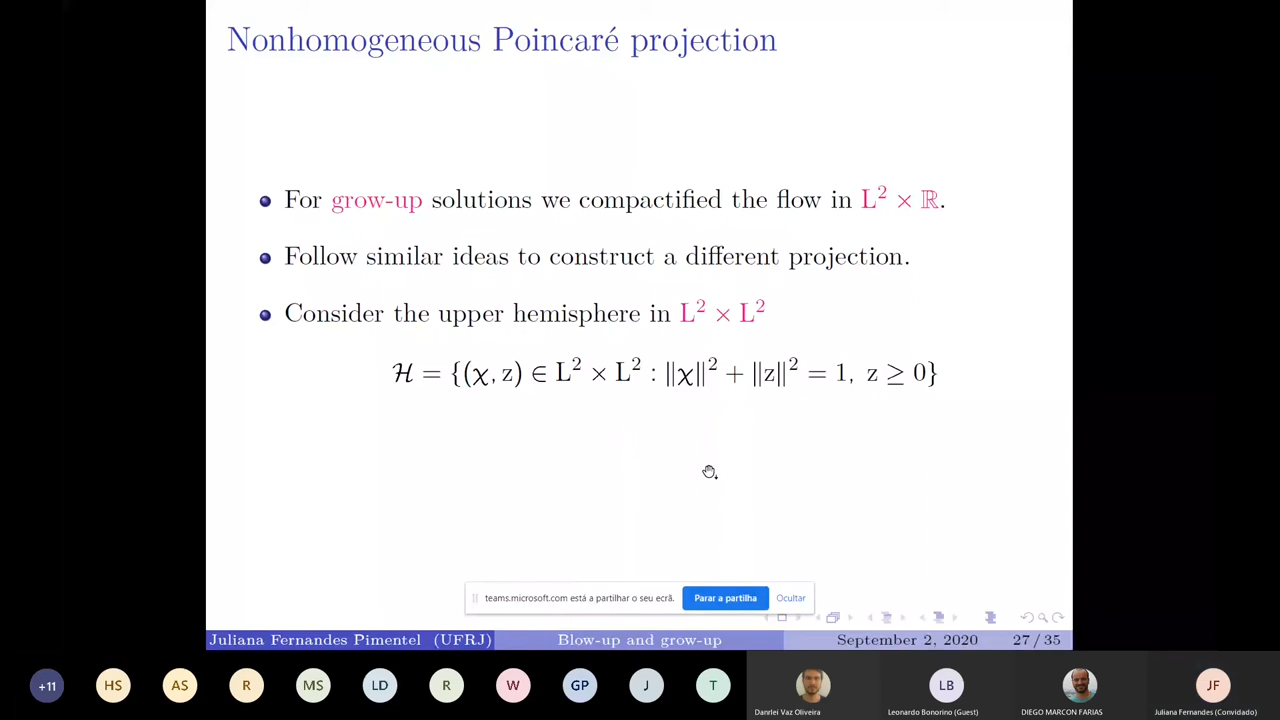 Nonhomogeneous Poincaré projection
For grow-up solutions we compactified the flow in L² × ℝ.
Follow similar ideas to construct a different projection.
Consider the upper hemisphere in L² × L²
ℋ = {(χ, z) ∈ L² × L² : ‖χ‖² + ‖z‖² = 1, z ≥ 0}
teams.microsoft.com está a partilhar o seu ecrã. Parar a partilha Ocultar
Juliana Fernandes Pimentel (UFRJ) Blow-up and grow-up September 2, 2020 27 / 35
+11 HS AS R MS LD R W GP J T LB JF
Danrlei Vaz Oliveira Leonardo Bonorino (Guest) DIEGO MARCON FARIAS Juliana Fernandes (Convidado)